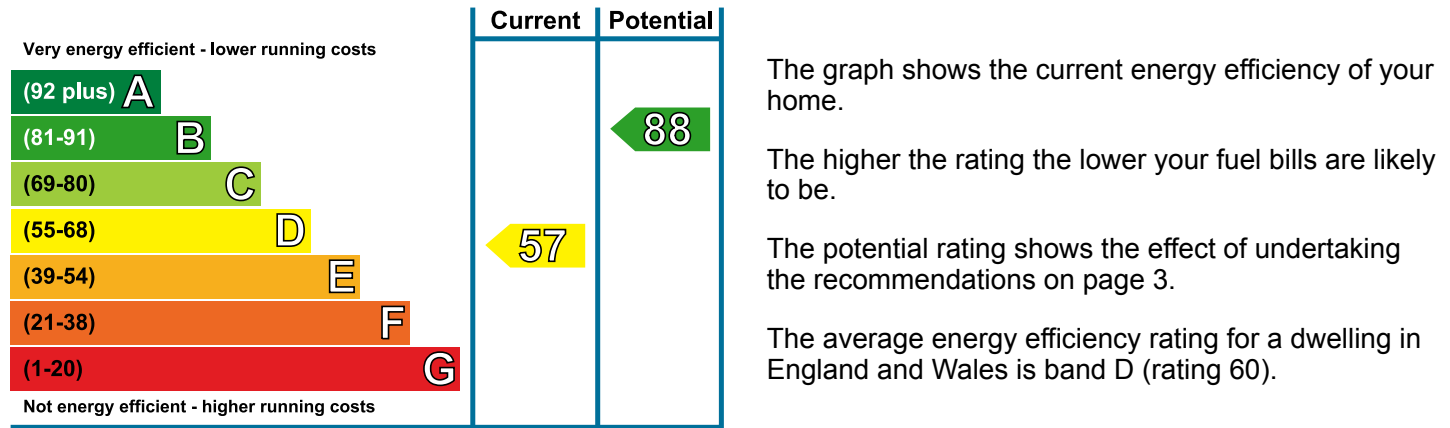 Current Potential
Very energy efficient - lower running costs
(92 plus) A
(81-91) B
88
(69-80) C
(55-68) D
57
(39-54) E
(21-38) F
(1-20) G
Not energy efficient - higher running costs
The graph shows the current energy efficiency of your
home.
The higher the rating the lower your fuel bills are likely
to be.
The potential rating shows the effect of undertaking
the recommendations on page 3.
The average energy efficiency rating for a dwelling in
England and Wales is band D (rating 60).